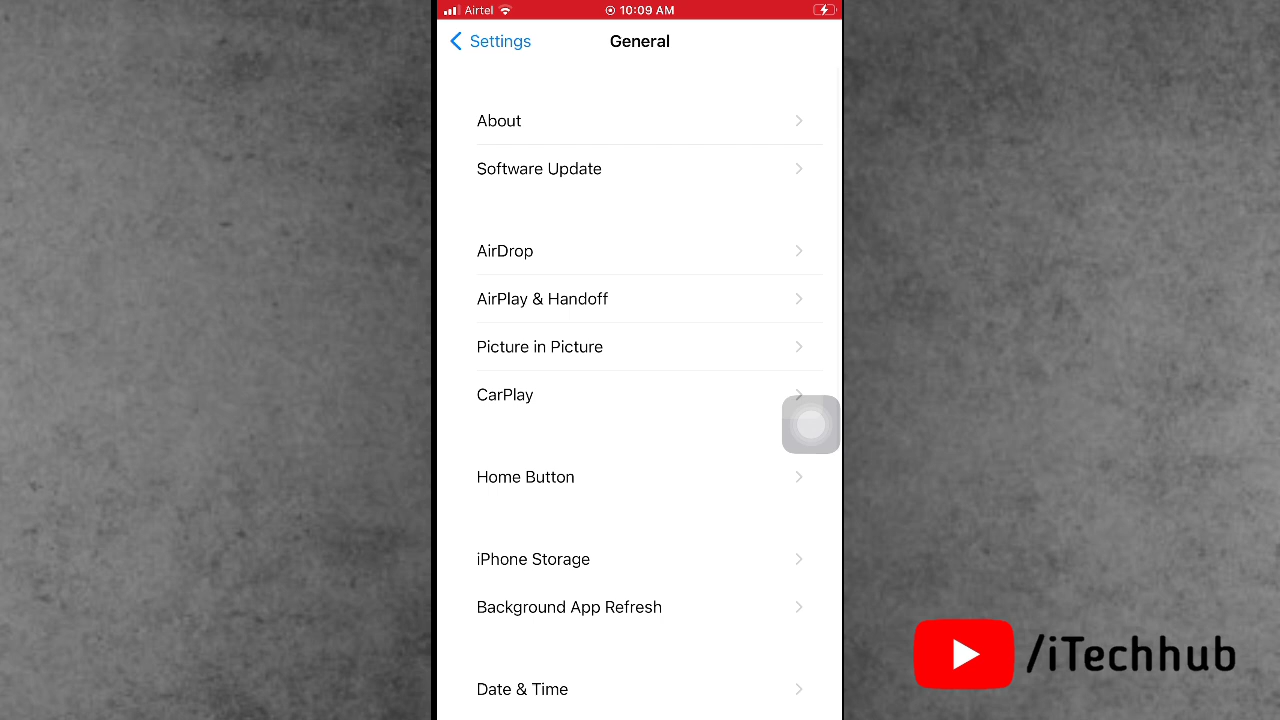 Airtel 10:09 AM
Settings General
About
Software Update
AirDrop
AirPlay & Handoff
Picture in Picture
CarPlay
Home Button
iPhone Storage
Background App Refresh
Date & Time
/iTechhub